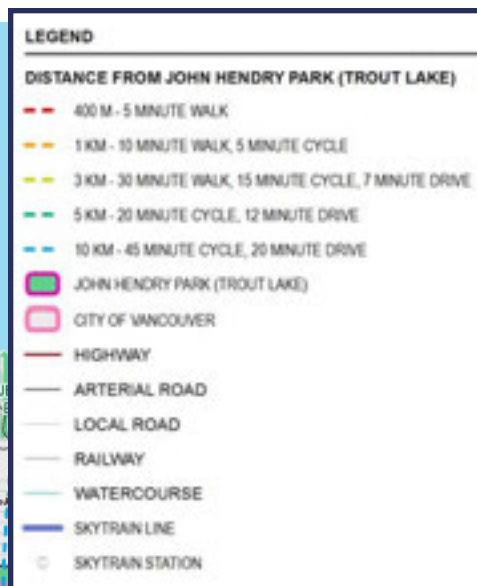 LEGEND
DISTANCE FROM JOHN HENDRY PARK (TROUT LAKE)
400 M - 5 MINUTE WALK
1 KM - 10 MINUTE WALK, 5 MINUTE CYCLE
3 KM - 30 MINUTE WALK, 15 MINUTE CYCLE, 7 MINUTE DRIVE
5 KM - 20 MINUTE CYCLE, 12 MINUTE DRIVE
10 KM - 45 MINUTE CYCLE, 20 MINUTE DRIVE
JOHN HENDRY PARK (TROUT LAKE)
CITY OF VANCOUVER
HIGHWAY
ARTERIAL ROAD
LOCAL ROAD
RAILWAY
WATERCOURSE
SKYTRAIN LINE
SKYTRAIN STATION